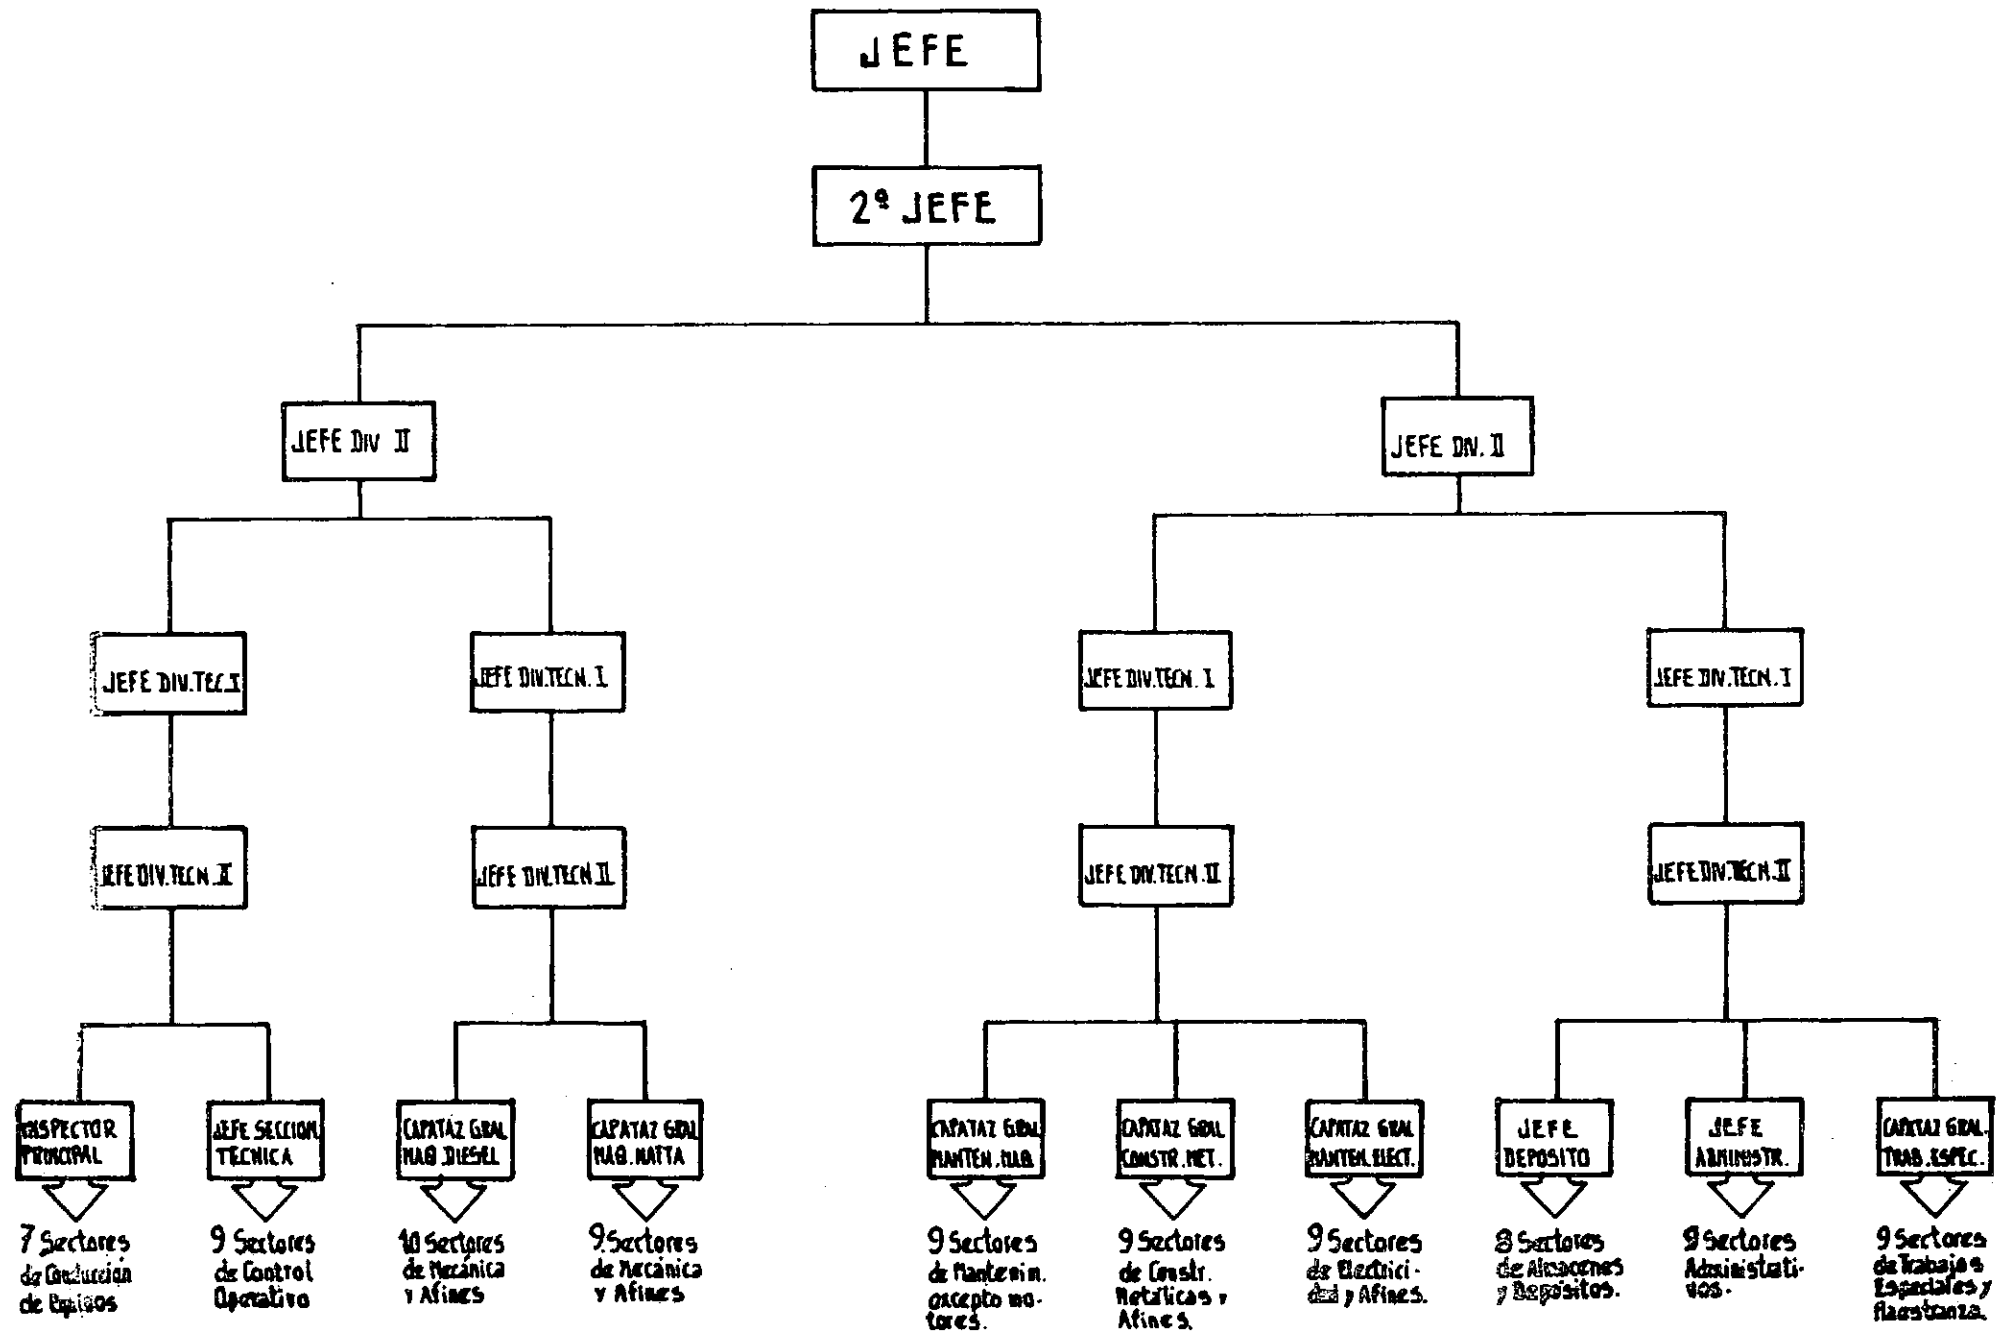 JEFE
2º JEFE
JEFE DIV II
JEFE DIV. II
JEFE DIV.TEC.I
JEFE DIV.TECN. I
JEFE DIV.TECN. I
JEFE DIV.TECN. I
JEFE DIV.TECN. II
JEFE DIV.TECN. II
JEFE DIV.TECN. II
JEFE DIV.TECN. II
INSPECTOR
PRINCIPAL
JEFE SECCION
TECNICA
CAPATAZ GRAL
MAQ.DIESEL
CAPATAZ GRAL
MAQ.NAFTA
CAPATAZ GRAL
MANTEN.MAQ.
CAPATAZ GRAL
CONSTR.MET.
CAPATAZ GRAL
MANTEN.ELECT.
JEFE
DEPOSITO
JEFE
ADMINISTR.
CAPATAZ GRAL.
TRAB.ESPEC.
7 Sectores
de Conducción
de Equipos
9 Sectores
de Control
Operativo
10 Sectores
de Mecánica
y Afines
9 Sectores
de Mecánica
y Afines
9 Sectores
de Mantenim.
excepto mo-
tores.
9 Sectores
de Constr.
Metálicas y
Afines.
9 Sectores
de Electrici-
dad y Afines.
8 Sectores
de Almacenes
y Depósitos.
Sectores
Administrati-
vos.
9 Sectores
de Trabajos
Especiales y
Maestranza.